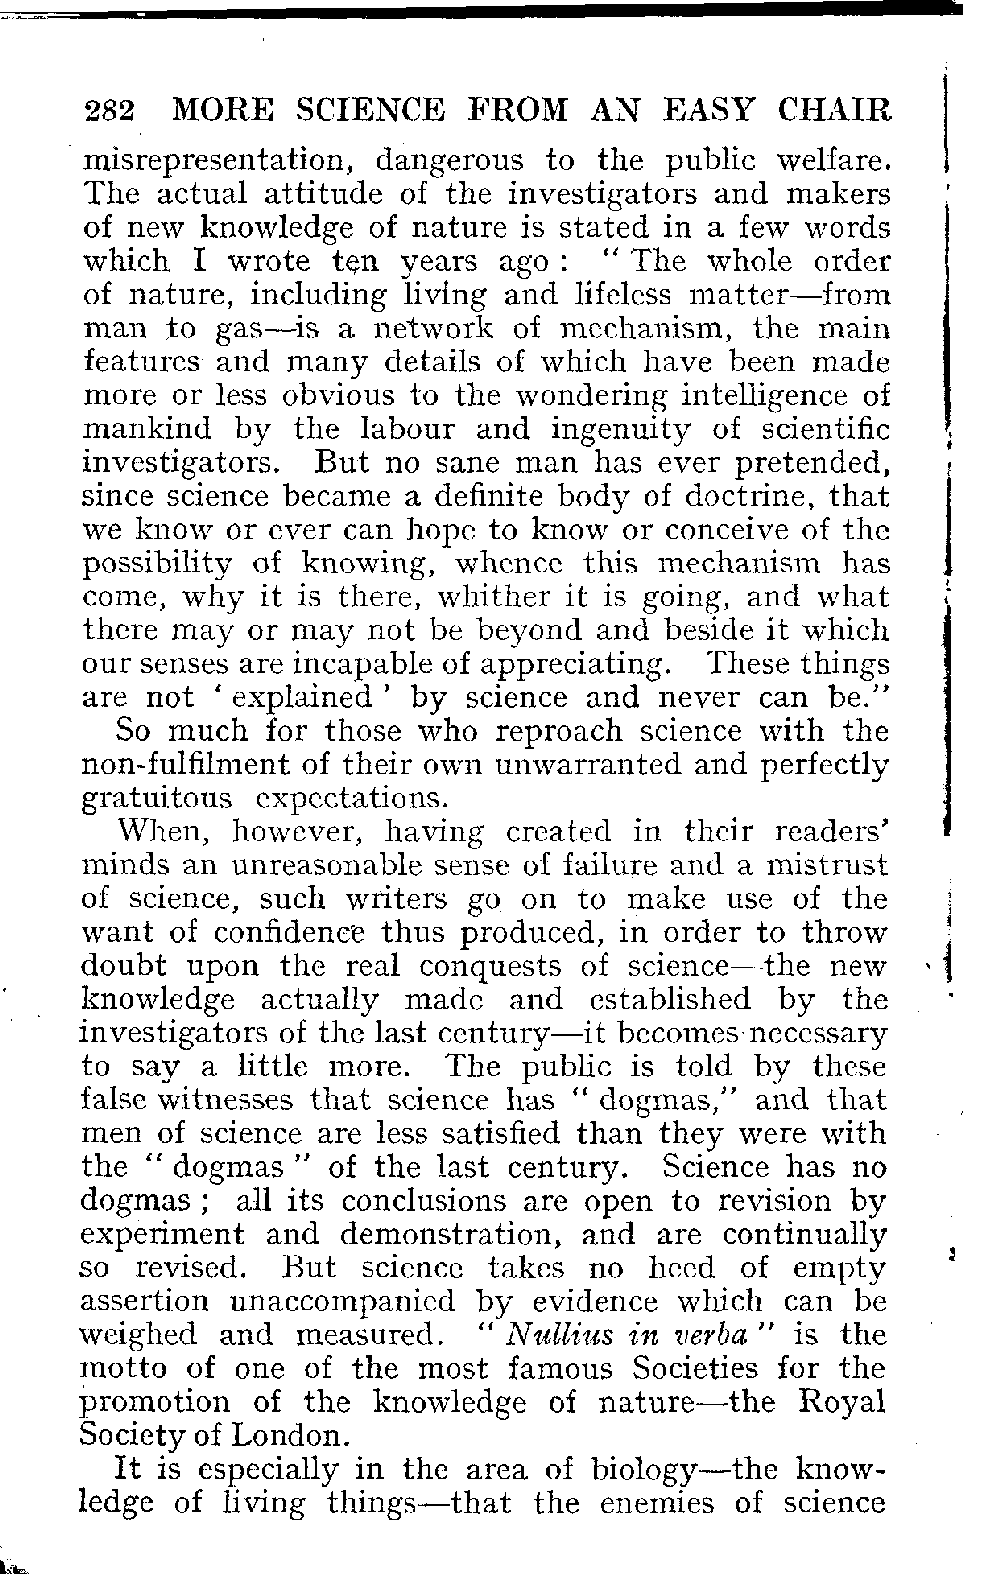 282 MORE SCIENCE FROM AN EASY CHAIR
misrepresentation, dangerous to the public welfare.
The actual attitude of the investigators and makers
of new knowledge of nature is stated in a few words
which I wrote ten years ago : “ The whole order
of nature, including living and lifeless matter—from
man to gas—is a network of mechanism, the main
features and many details of which have been made
more or less obvious to the wondering intelligence of
mankind by the labour and ingenuity of scientific
investigators. But no sane man has ever pretended,
since science became a definite body of doctrine, that
we know or ever can hope to know or conceive of the
possibility of knowing, whence this mechanism has
come, why it is there, whither it is going, and what
there may or may not be beyond and beside it which
our senses are incapable of appreciating. These things
are not ‘ explained ’ by science and never can be.”
So much for those who reproach science with the
non-fulfilment of their own unwarranted and perfectly
gratuitous expectations.
When, however, having created in their readers’
minds an unreasonable sense of failure and a mistrust
of science, such writers go on to make use of the
want of confidence thus produced, in order to throw
doubt upon the real conquests of science—the new
knowledge actually made and established by the
investigators of the last century—it becomes necessary
to say a little more. The public is told by these
false witnesses that science has “ dogmas,” and that
men of science are less satisfied than they were with
the “ dogmas ” of the last century. Science has no
dogmas ; all its conclusions are open to revision by
experiment and demonstration, and are continually
so revised. But science takes no heed of empty
assertion unaccompanied by evidence which can be
weighed and measured. “ Nullius in verba ” is the
motto of one of the most famous Societies for the
promotion of the knowledge of nature—the Royal
Society of London.
It is especially in the area of biology—the know-
ledge of living things—that the enemies of science